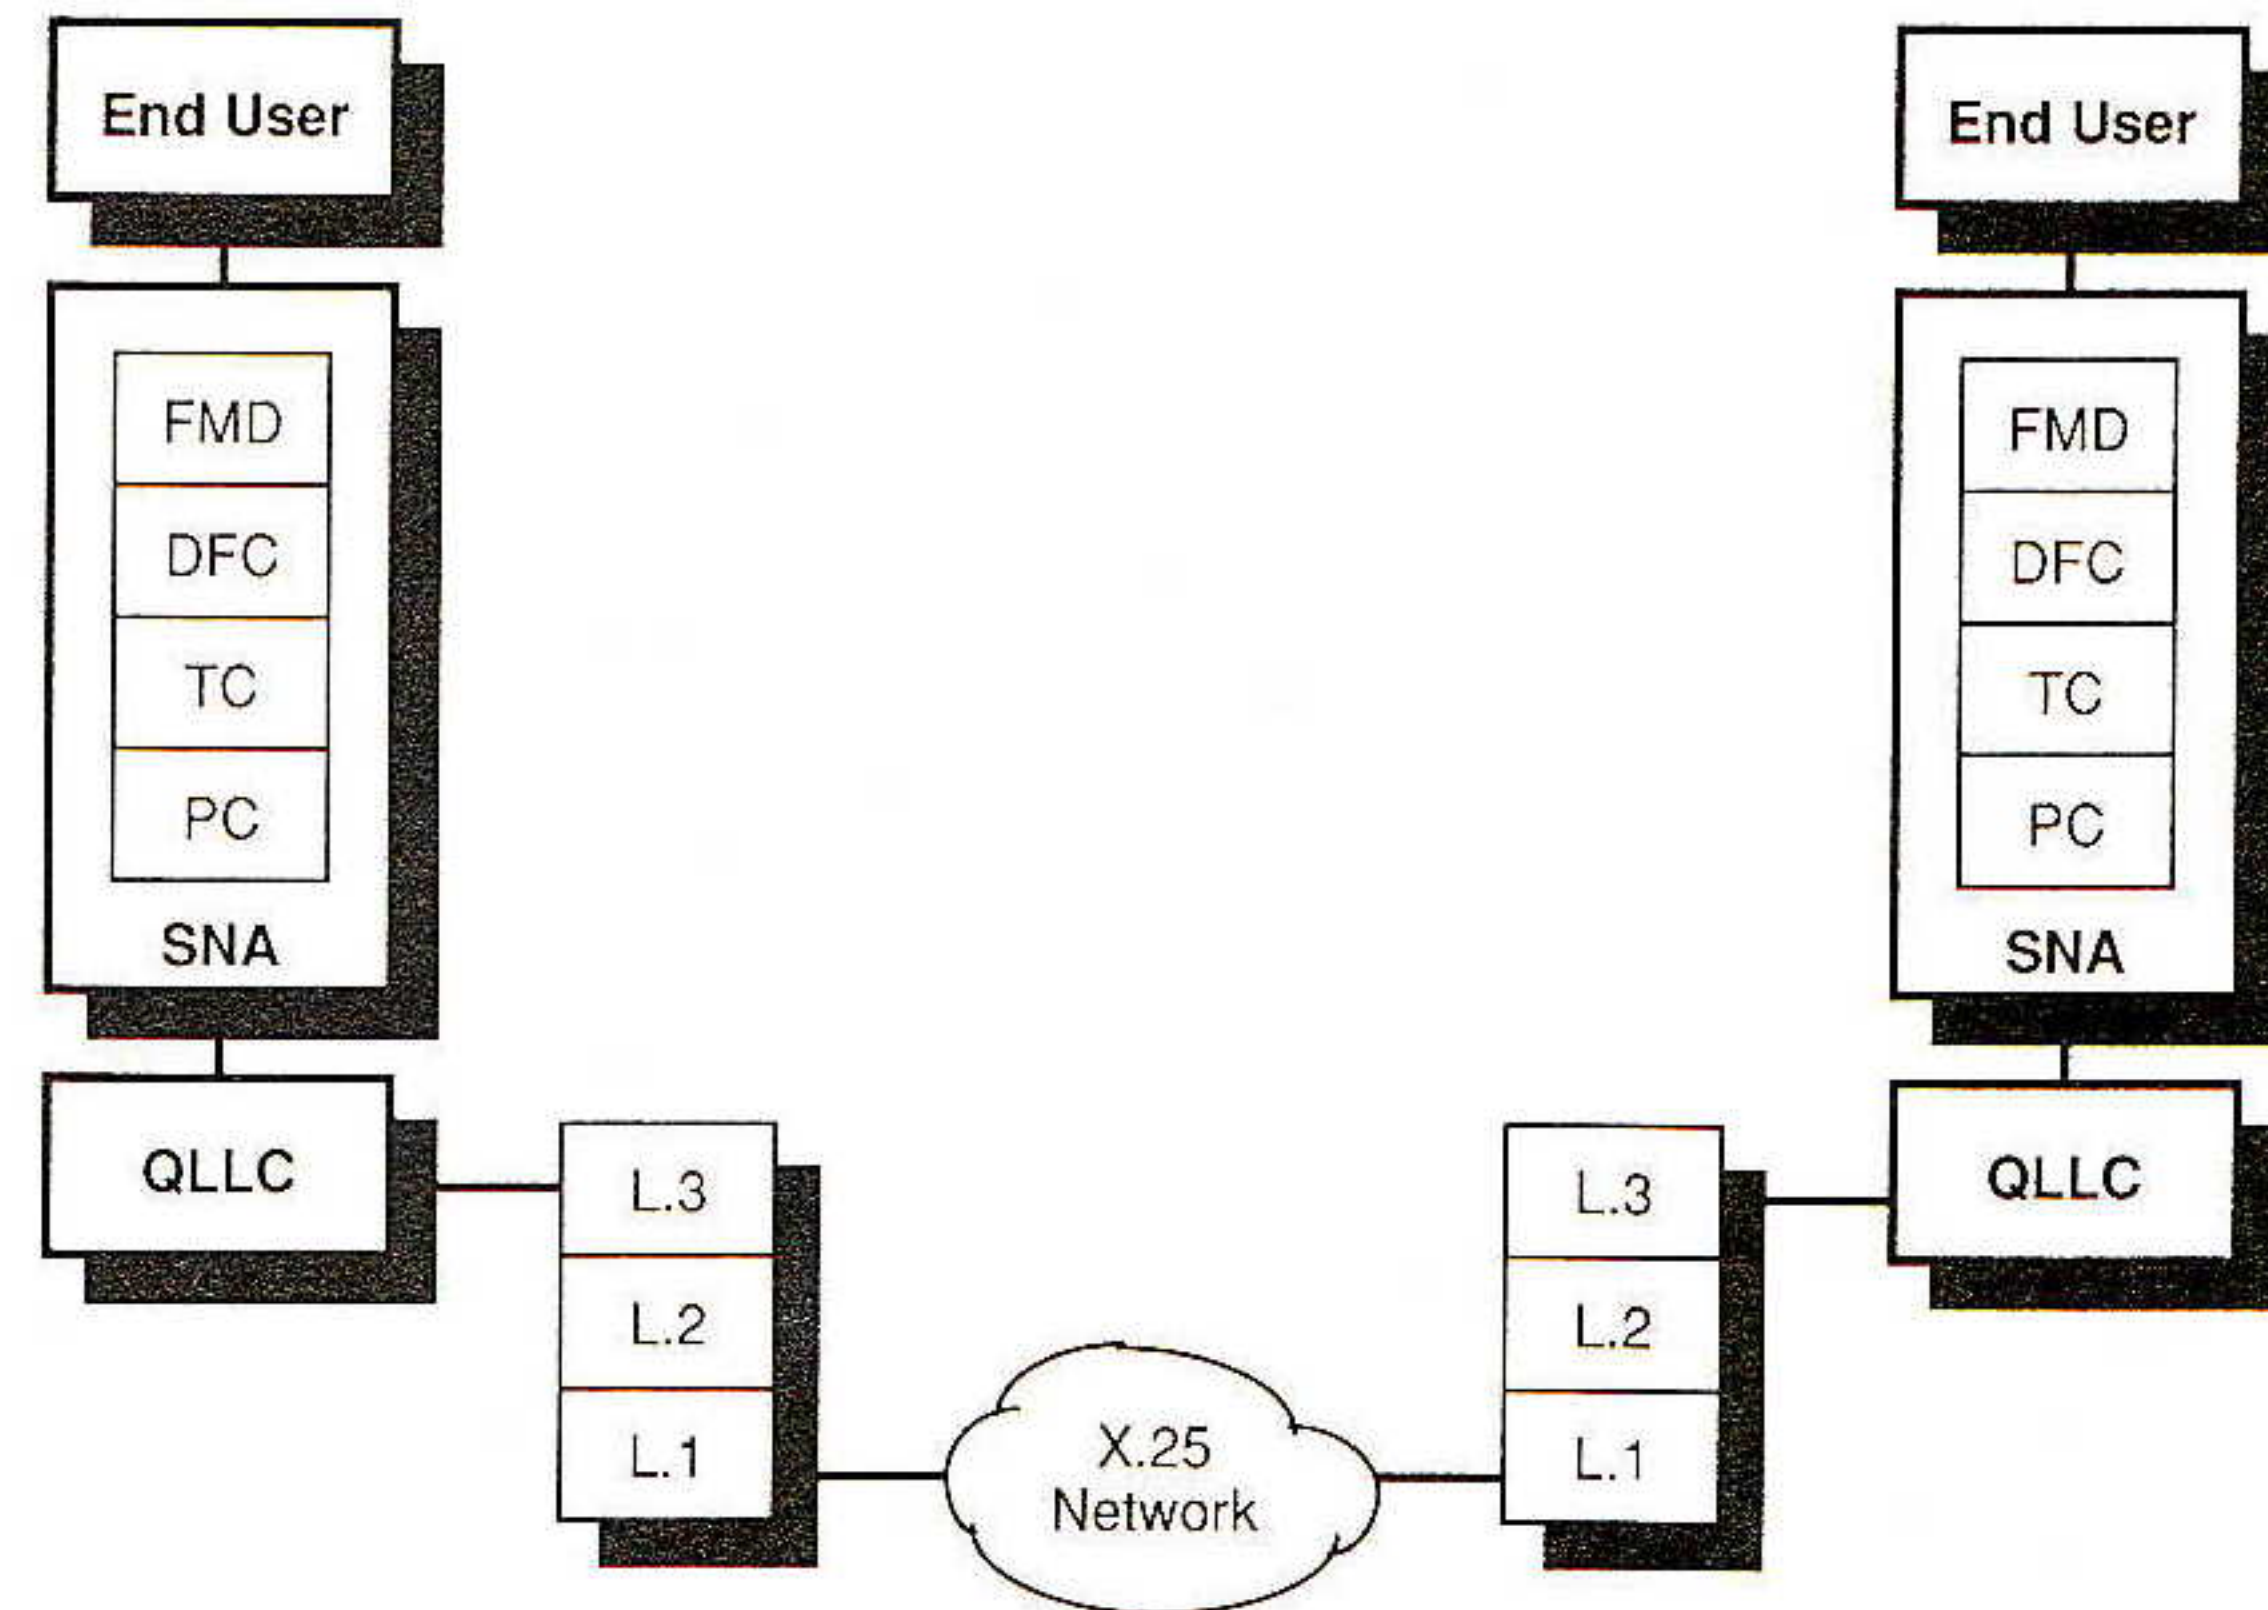 End User
FMD
DFC
TC
PC
SNA
QLLC
L.3
L.2
L.1
X.25
Network
L.3
L.2
L.1
End User
FMD
DFC
TC
PC
SNA
QLLC